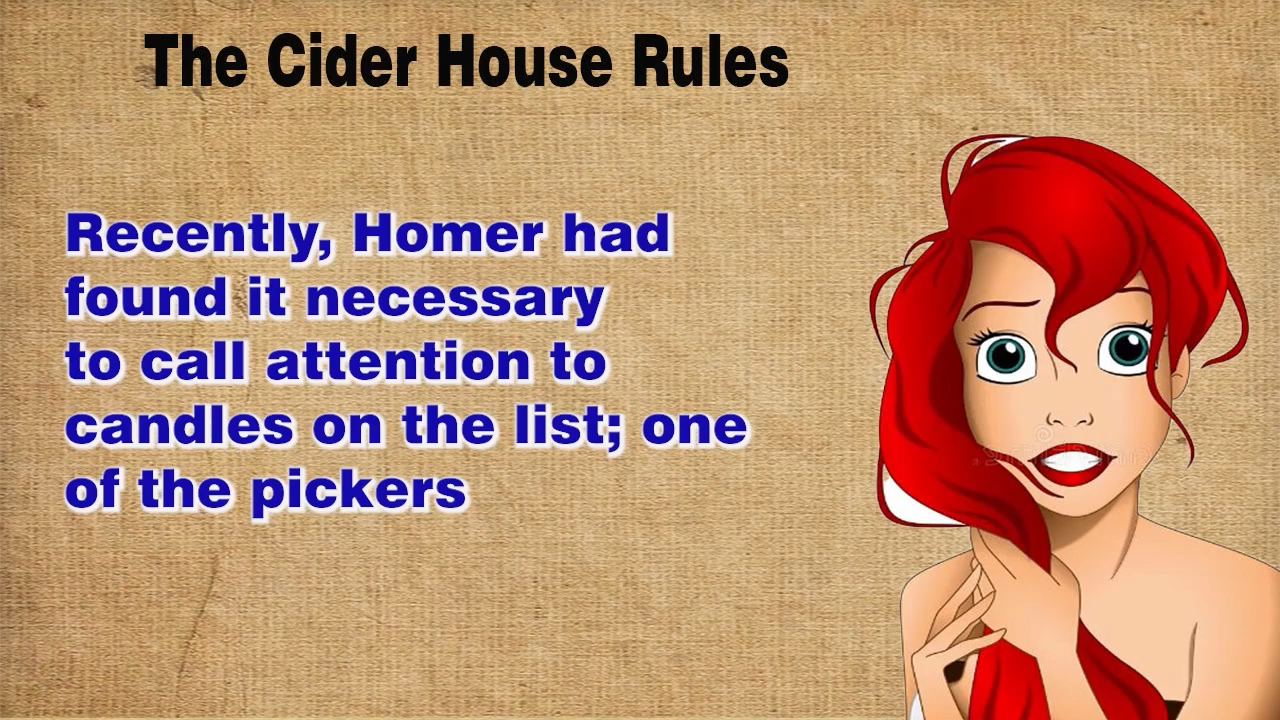 The Cider House Rules
Recently, Homer had
found it necessary
to call attention to
candles on the list; one
of the pickers